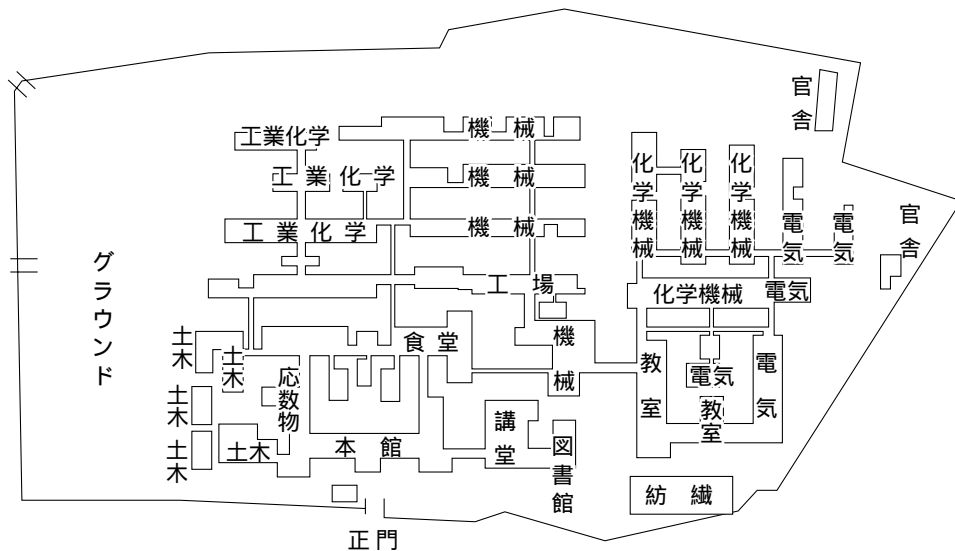 官舎
工業化学
機械
化学機械
化学機械
化学機械
工業化学
機械
電気
電気
官舎
工業化学
機械
グラウンド
工場
化学機械
電気
土木
土木
食堂
機械
教室
電気
電気
土木
応数物
教室
土木
土木
本館
講堂
図書館
紡繊
正門